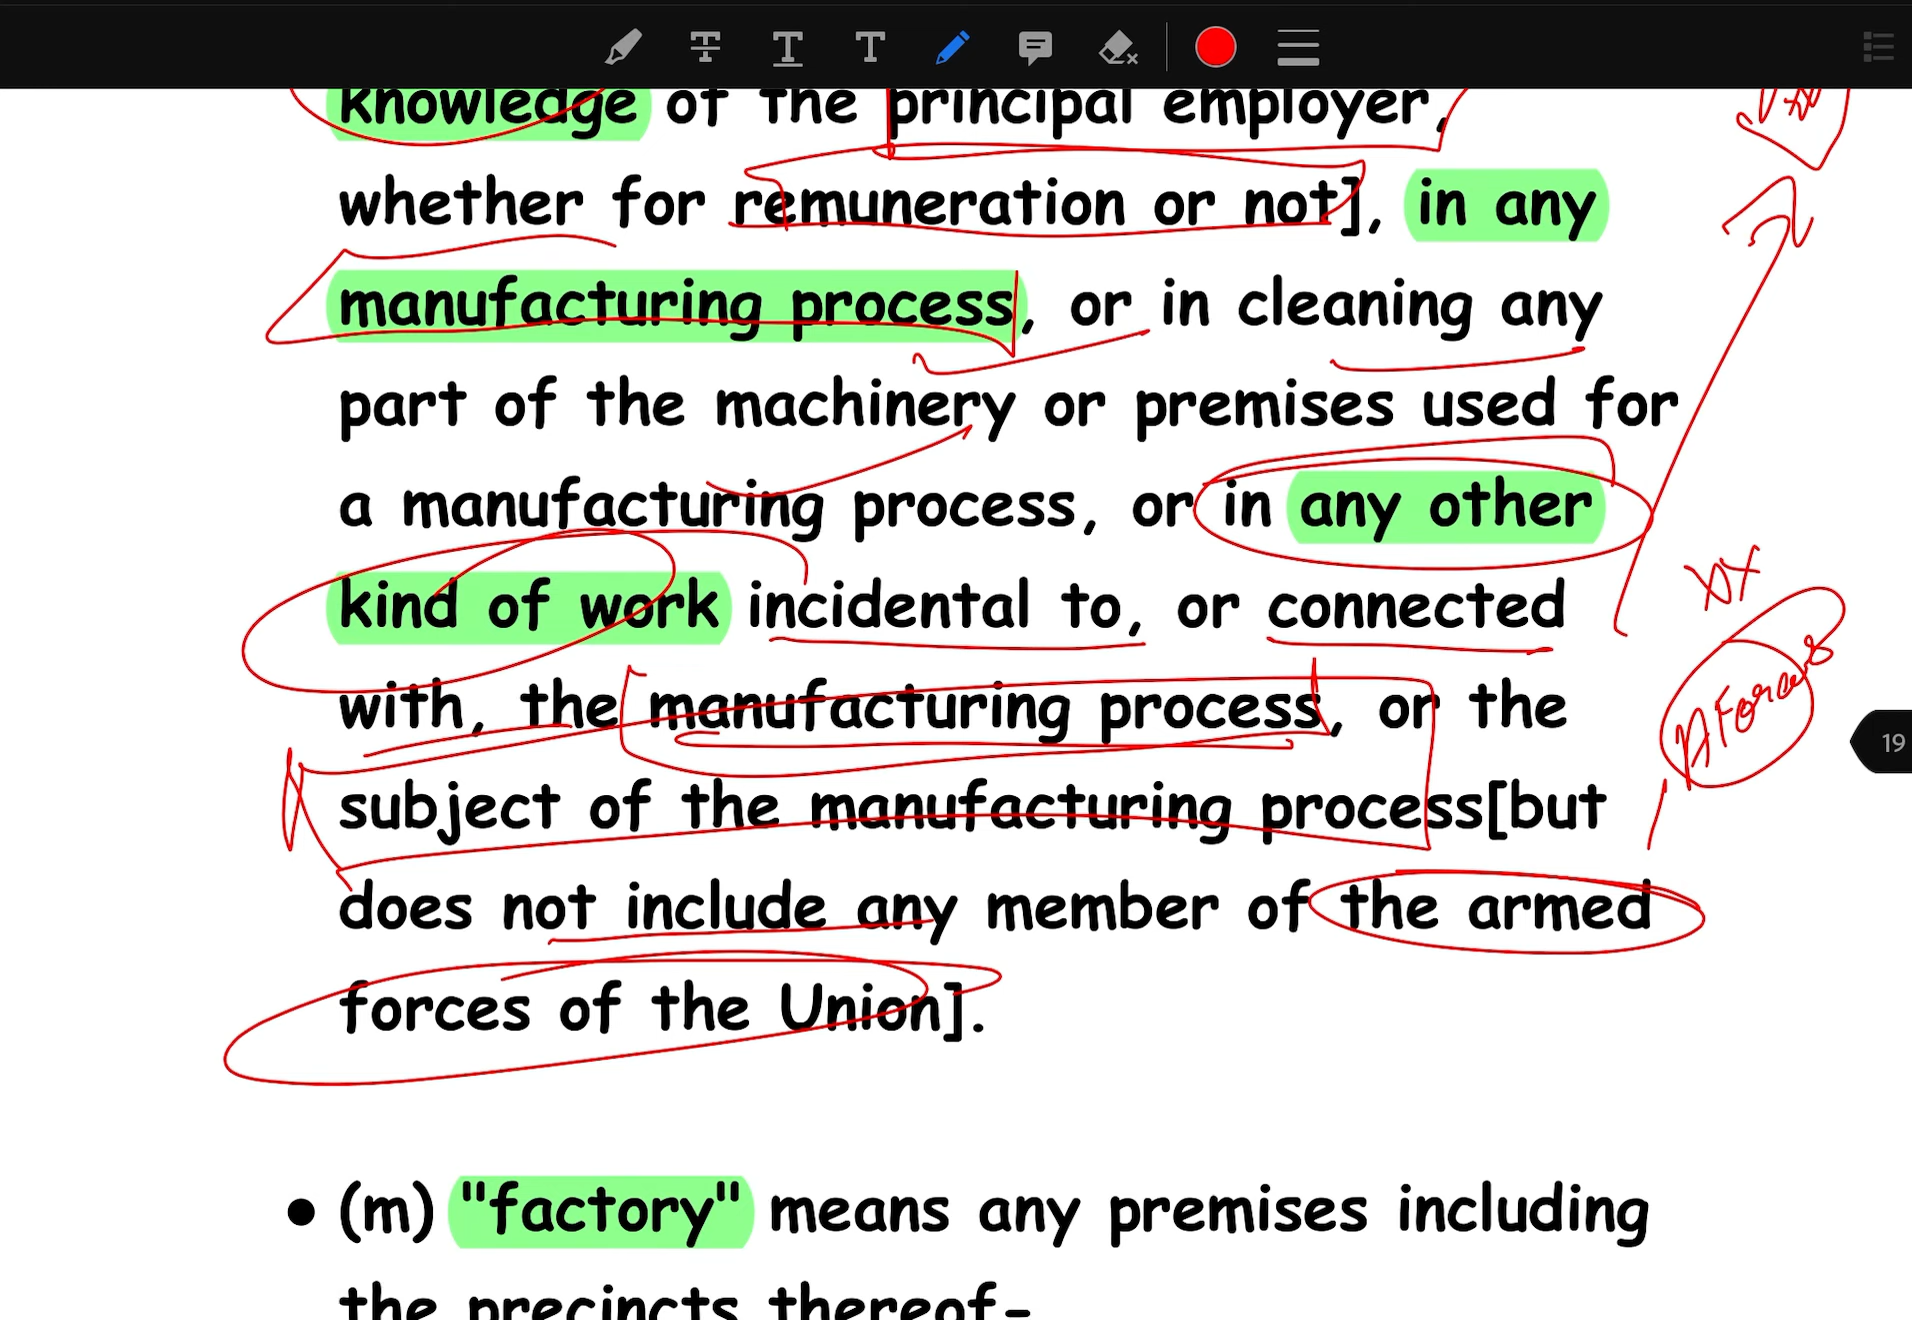 knowledge of the principal employer,
whether for remuneration or not], in any
manufacturing process, or in cleaning any
part of the machinery or premises used for
a manufacturing process, or in any other
kind of work incidental to, or connected
with, the manufacturing process, or the
subject of the manufacturing process[but
does not include any member of the armed
forces of the Union].
A Forces
19
• (m) "factory" means any premises including
the precincts thereof-